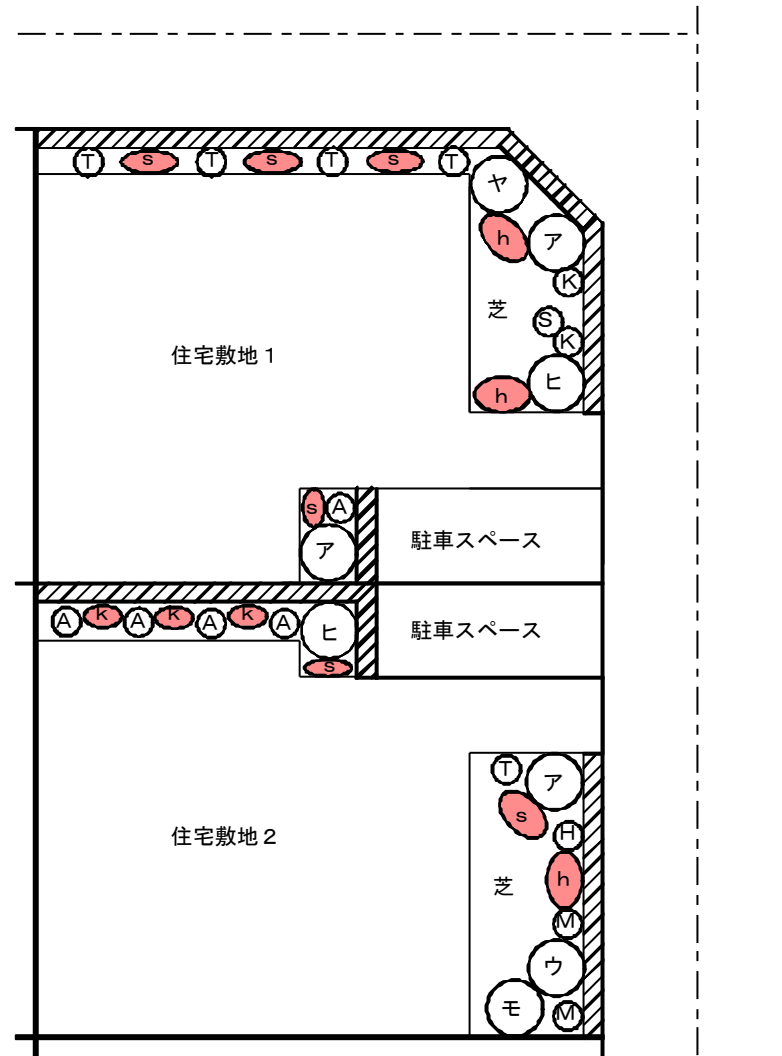 T s T s T s T
ヤ
h ア
K
芝 S
K
住宅敷地1
h ヒ
s A
ア 駐車スペース
A k A k A k A ヒ 駐車スペース
s
T ア
s
住宅敷地2 H
芝 h
M
ウ
モ M